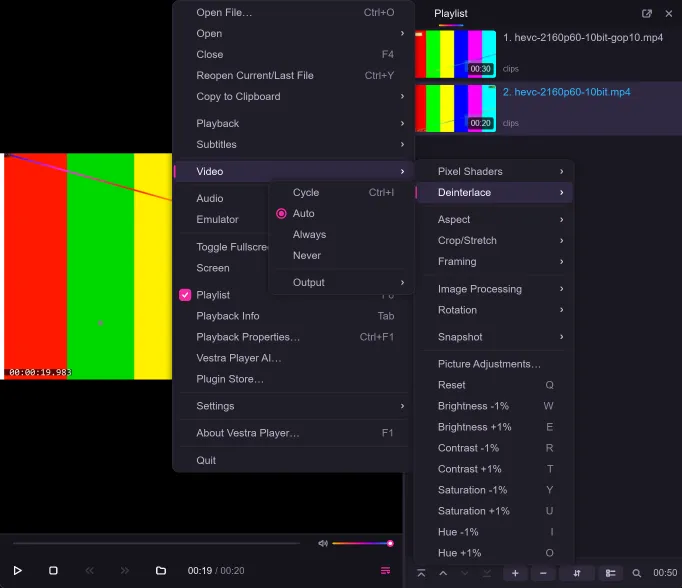 Open File… Ctrl+O
Open
Close F4
Reopen Current/Last File Ctrl+Y
Copy to Clipboard
Playback
Subtitles
Video
Audio
Emulator
Toggle
Screen
Playlist
Playback Info Tab
Playback Properties… Ctrl+F1
Vestra Player AI…
Plugin Store…
Settings
About Vestra Player… F1
Quit
Cycle Ctrl+I
Auto
Always
Never
Output
Pixel Shaders
Deinterlace
Aspect
Crop/Stretch
Framing
Image Processing
Rotation
Snapshot
Picture Adjustments…
Reset Q
Brightness -1% W
Brightness +1% E
Contrast -1% R
Contrast +1% T
Saturation -1% Y
Saturation +1% U
Hue -1% I
Hue +1% O
Playlist
1. hevc-2160p60-10bit-gop10.mp4
00:30
clips
2. hevc-2160p60-10bit.mp4
00:20
clips
00:00:19.983
00:19 / 00:20
00:50